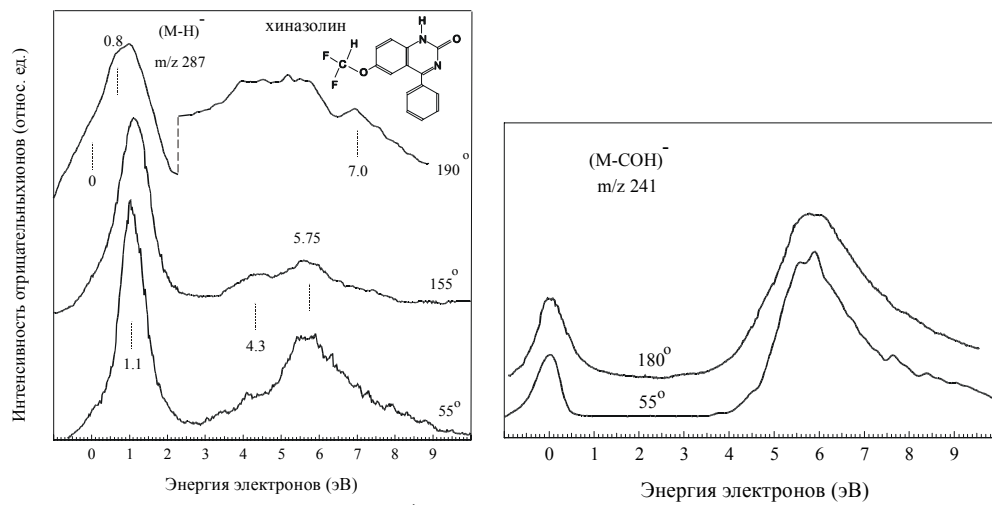 Интенсивность отрицательныхионов (относ. ед.)
(M-H)⁻
m/z 287
хиназолин
H
N
O
N
H
F
C
F
O
0.8
0
7.0
190°
5.75
155°
4.3
1.1
55°
0 1 2 3 4 5 6 7 8 9
Энергия электронов (эВ)
(M-COH)⁻
m/z 241
180°
55°
0 1 2 3 4 5 6 7 8 9
Энергия электронов (эВ)